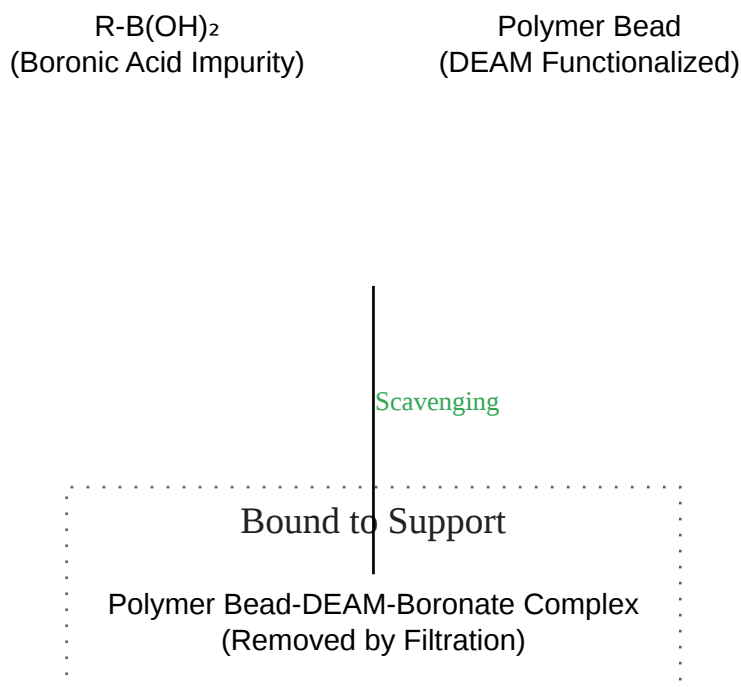 R-B(OH)₂
(Boronic Acid Impurity)
Polymer Bead
(DEAM Functionalized)
Scavenging
Bound to Support
Polymer Bead-DEAM-Boronate Complex
(Removed by Filtration)